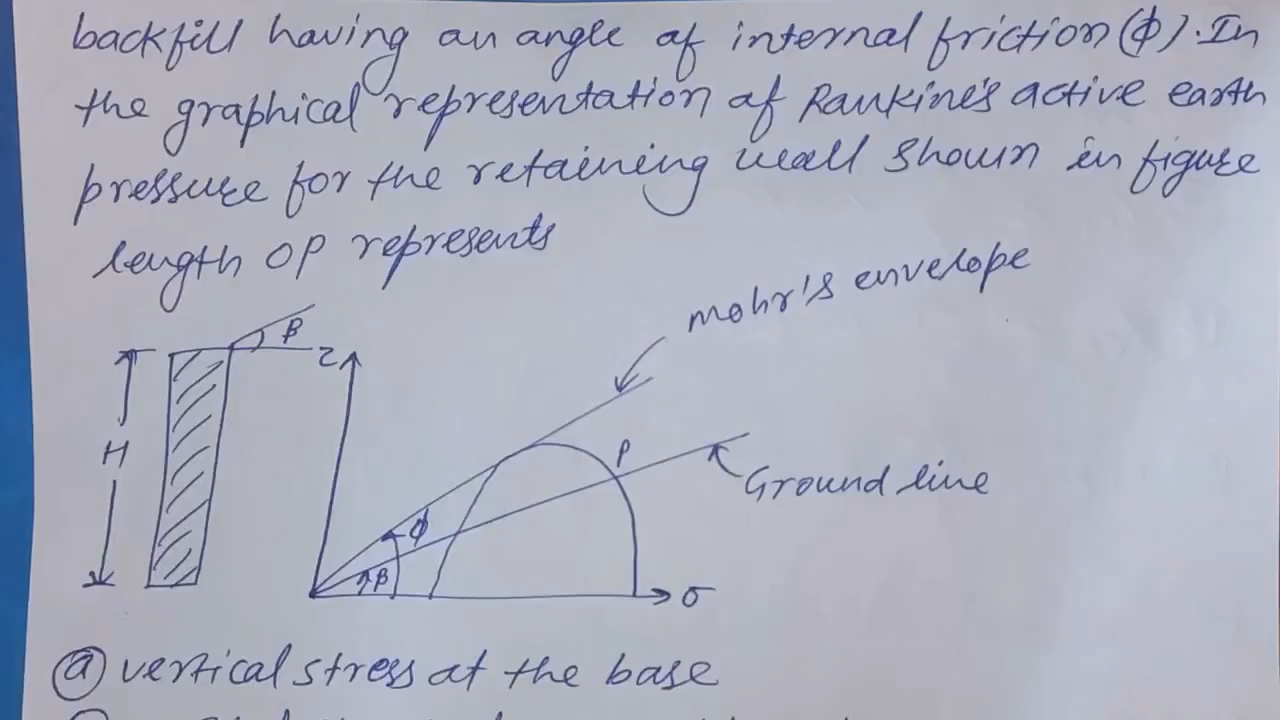 backfill having an angle of internal friction (ϕ). In
the graphical representation of Rankine's active earth
pressure for the retaining wall shown in figure
length OP represents
mohr's envelope
β
τ
H
P
Ground line
ϕ
β
σ
(a) vertical stress at the base